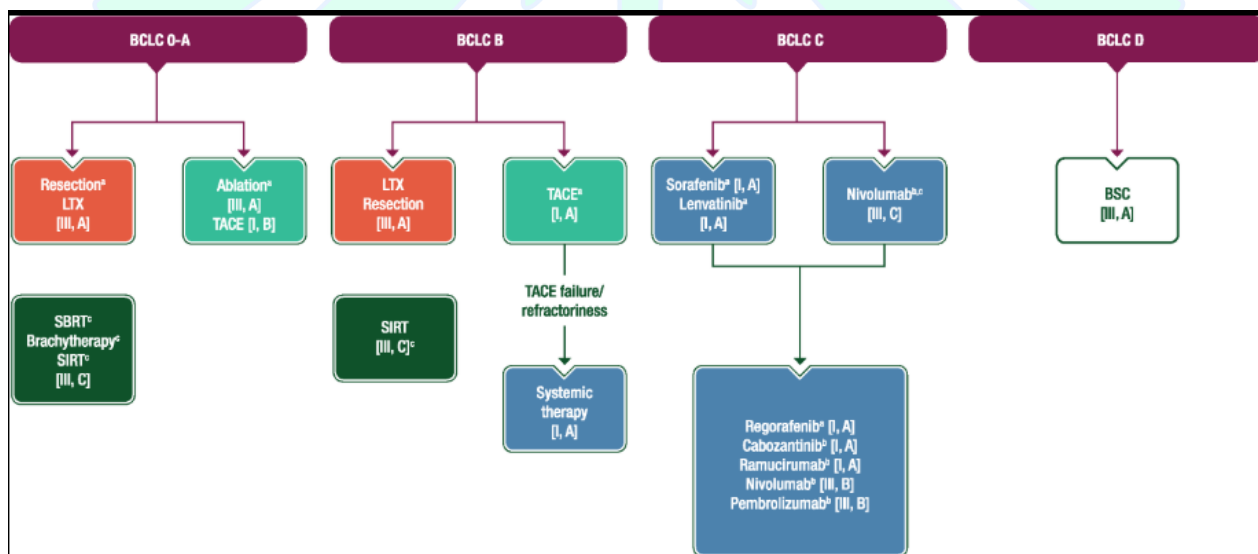 BCLC 0-A
Resectionᵃ
LTX
[III, A]
Ablationᵃ
[III, A]
TACE [I, B]
SBRTᶜ
Brachytherapyᶜ
SIRTᶜ
[III, C]
BCLC B
LTX
Resection
[III, A]
TACEᵃ
[I, A]
SIRT
[III, C]ᶜ
TACE failure/
refractoriness
Systemic
therapy
[I, A]
BCLC C
Sorafenibᵃ [I, A]
Lenvatinibᵃ
[I, A]
Nivolumabᵇ,ᶜ
[III, C]
Regorafenibᵃ [I, A]
Cabozantinibᵇ [I, A]
Ramucirumabᵇ [I, A]
Nivolumabᵇ [III, B]
Pembrolizumabᵇ [III, B]
BCLC D
BSC
[III, A]